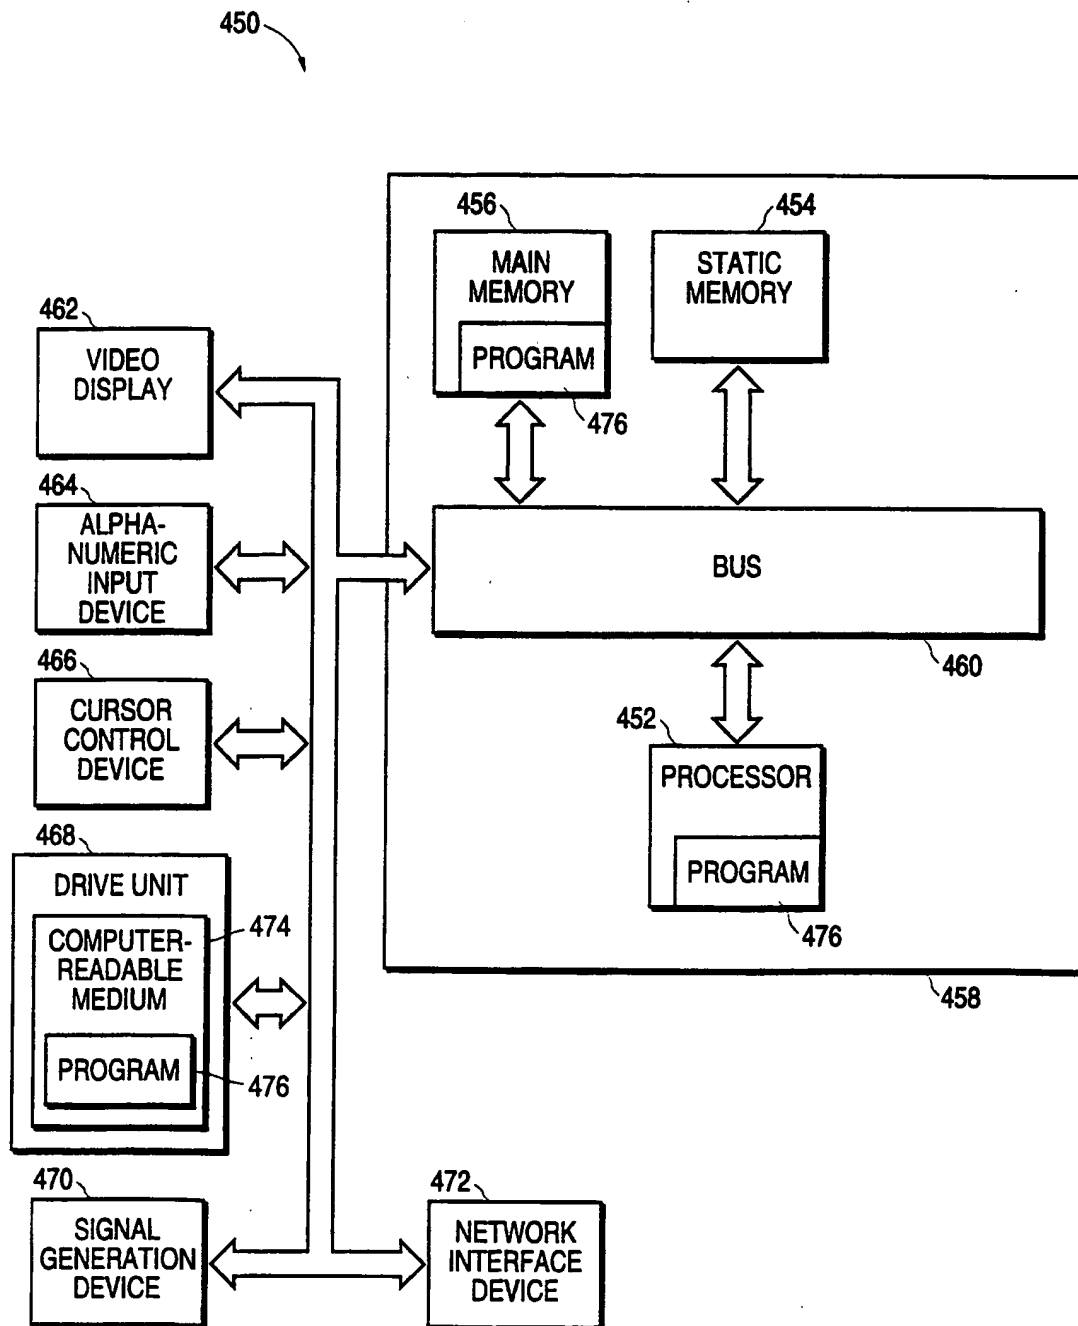 450
456
MAIN
MEMORY
PROGRAM
476
454
STATIC
MEMORY
462
VIDEO
DISPLAY
464
ALPHA-
NUMERIC
INPUT
DEVICE
BUS
460
466
CURSOR
CONTROL
DEVICE
452
PROCESSOR
PROGRAM
476
458
468
DRIVE UNIT
COMPUTER-
READABLE
MEDIUM
474
PROGRAM
476
470
SIGNAL
GENERATION
DEVICE
472
NETWORK
INTERFACE
DEVICE